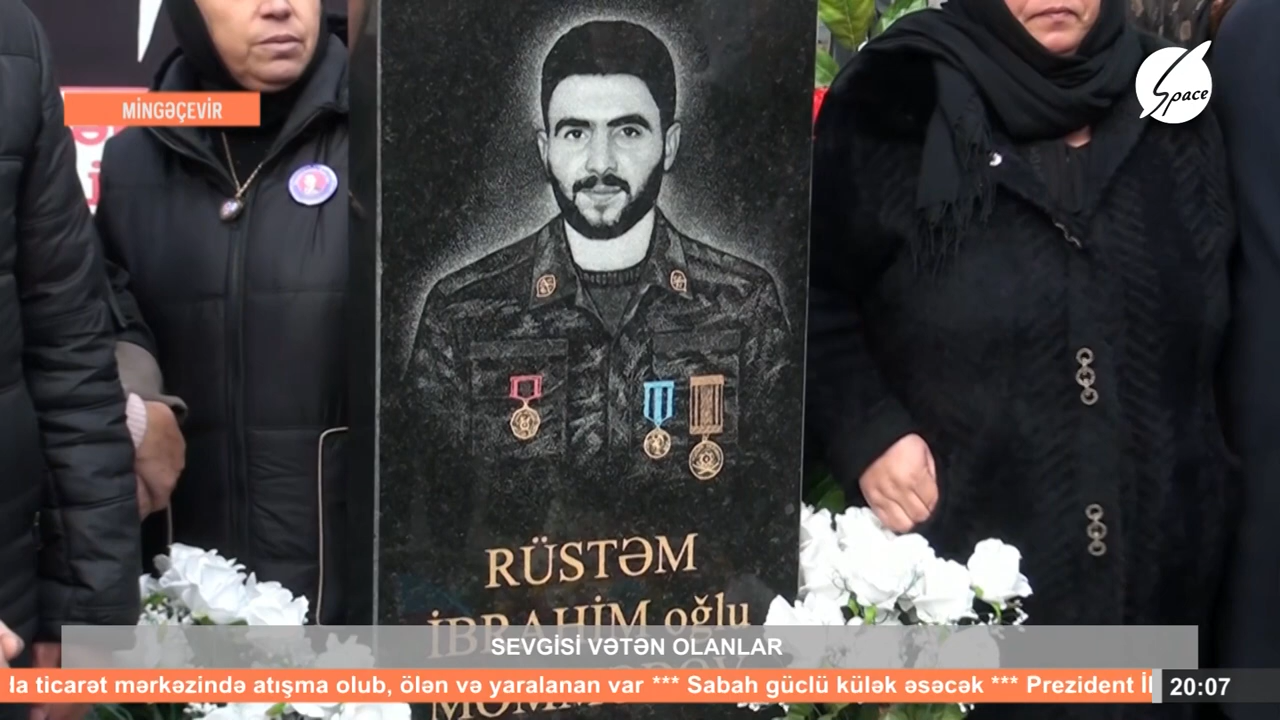 MİNGƏÇEVİR
Space
RÜSTƏM
İBRAHİM oğlu
SEVGİSİ VƏTƏN OLANLAR
da ticarət mərkəzində atışma olub, ölən və yaralanan var *** Sabah güclü külək əsəcək *** Prezident İl
20:07